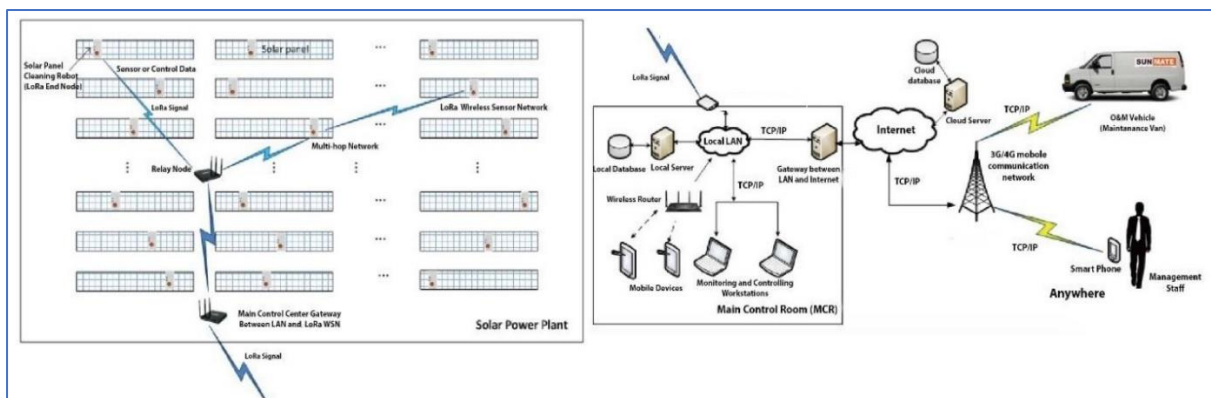 Solar panel
Solar Panel
Cleaning Robot
(LoRa End Node)
Sensor or Control Data
LoRa Signal
LoRa Wireless Sensor Network
Multi-hop Network
Relay Node
Main Control Center Gateway
Between LAN and LoRa WSN
Solar Power Plant
LoRa Signal
LoRa Signal
Local LAN
TCP/IP
Local Database
Local Server
Gateway between
LAN and Internet
TCP/IP
Wireless Router
Mobile Devices
Monitoring and Controlling
Workstations
Main Control Room (MCR)
Cloud
database
Cloud Server
Internet
TCP/IP
TCP/IP
SUNMATE
O&M Vehicle
(Maintanance Van)
3G/4G mobole
communication
network
TCP/IP
Smart Phone
Management
Staff
Anywhere